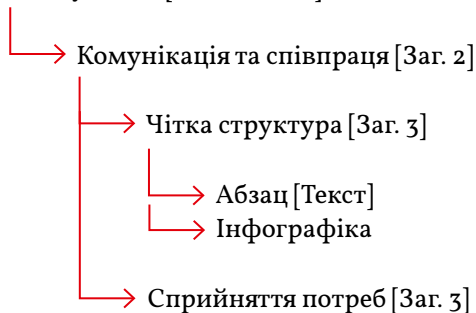 Комунікація та співпраця [Заг. 2]
Чітка структура [Заг. 3]
Абзац [Текст]
Інфографіка
Сприйняття потреб [Заг. 3]